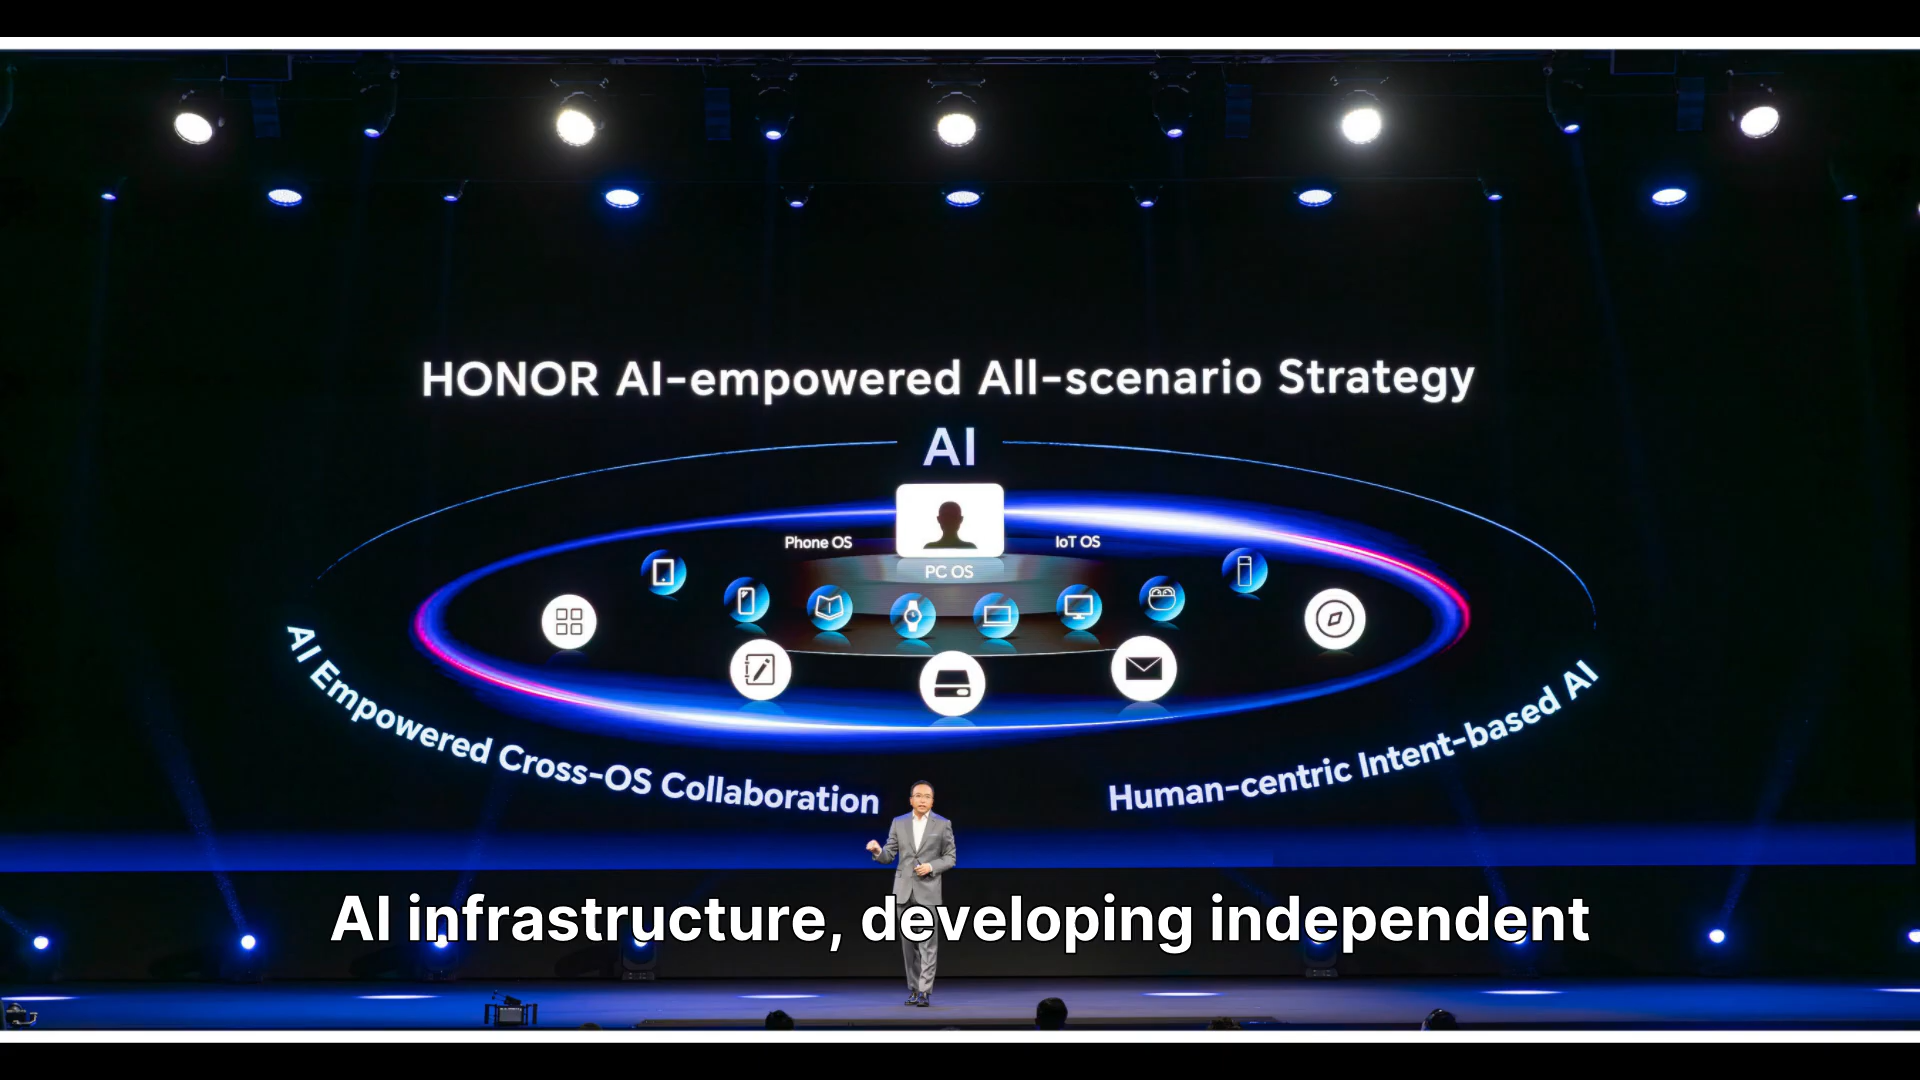 HONOR AI-empowered All-scenario Strategy
AI
Phone OS
IoT OS
PC OS
AI Empowered Cross-OS Collaboration
Human-centric Intent-based AI
AI infrastructure, developing independent